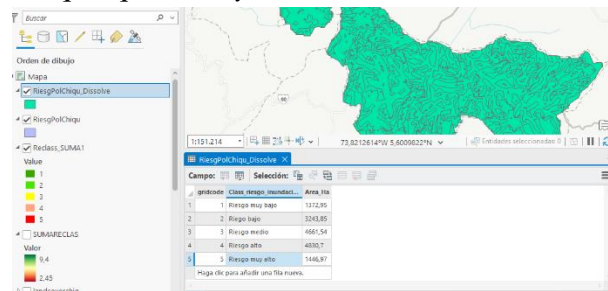 Buscar
Orden de dibujo
Mapa
RiesgPolChiqu_Dissolve
RiesgPolChiqu
Reclass_SUMA1
Value
1
2
3
4
5
SUMARECLAS
Valor
9,4
2,45
1:151.214
73,8212614°W 5,6009822°N
Entidades seleccionadas: 0
RiesgPolChiqu_Dissolve
Campo:
Selección:
gridcode Class_riesgo_inundaci... Area_Ha
1 1 Riesgo muy bajo 1372,95
2 2 Riego bajo 3243,85
3 3 Riesgo medio 4661,54
4 4 Riesgo alto 4830,7
5 5 Riesgo muy alto 1446,97
Haga clic para añadir una fila nueva.